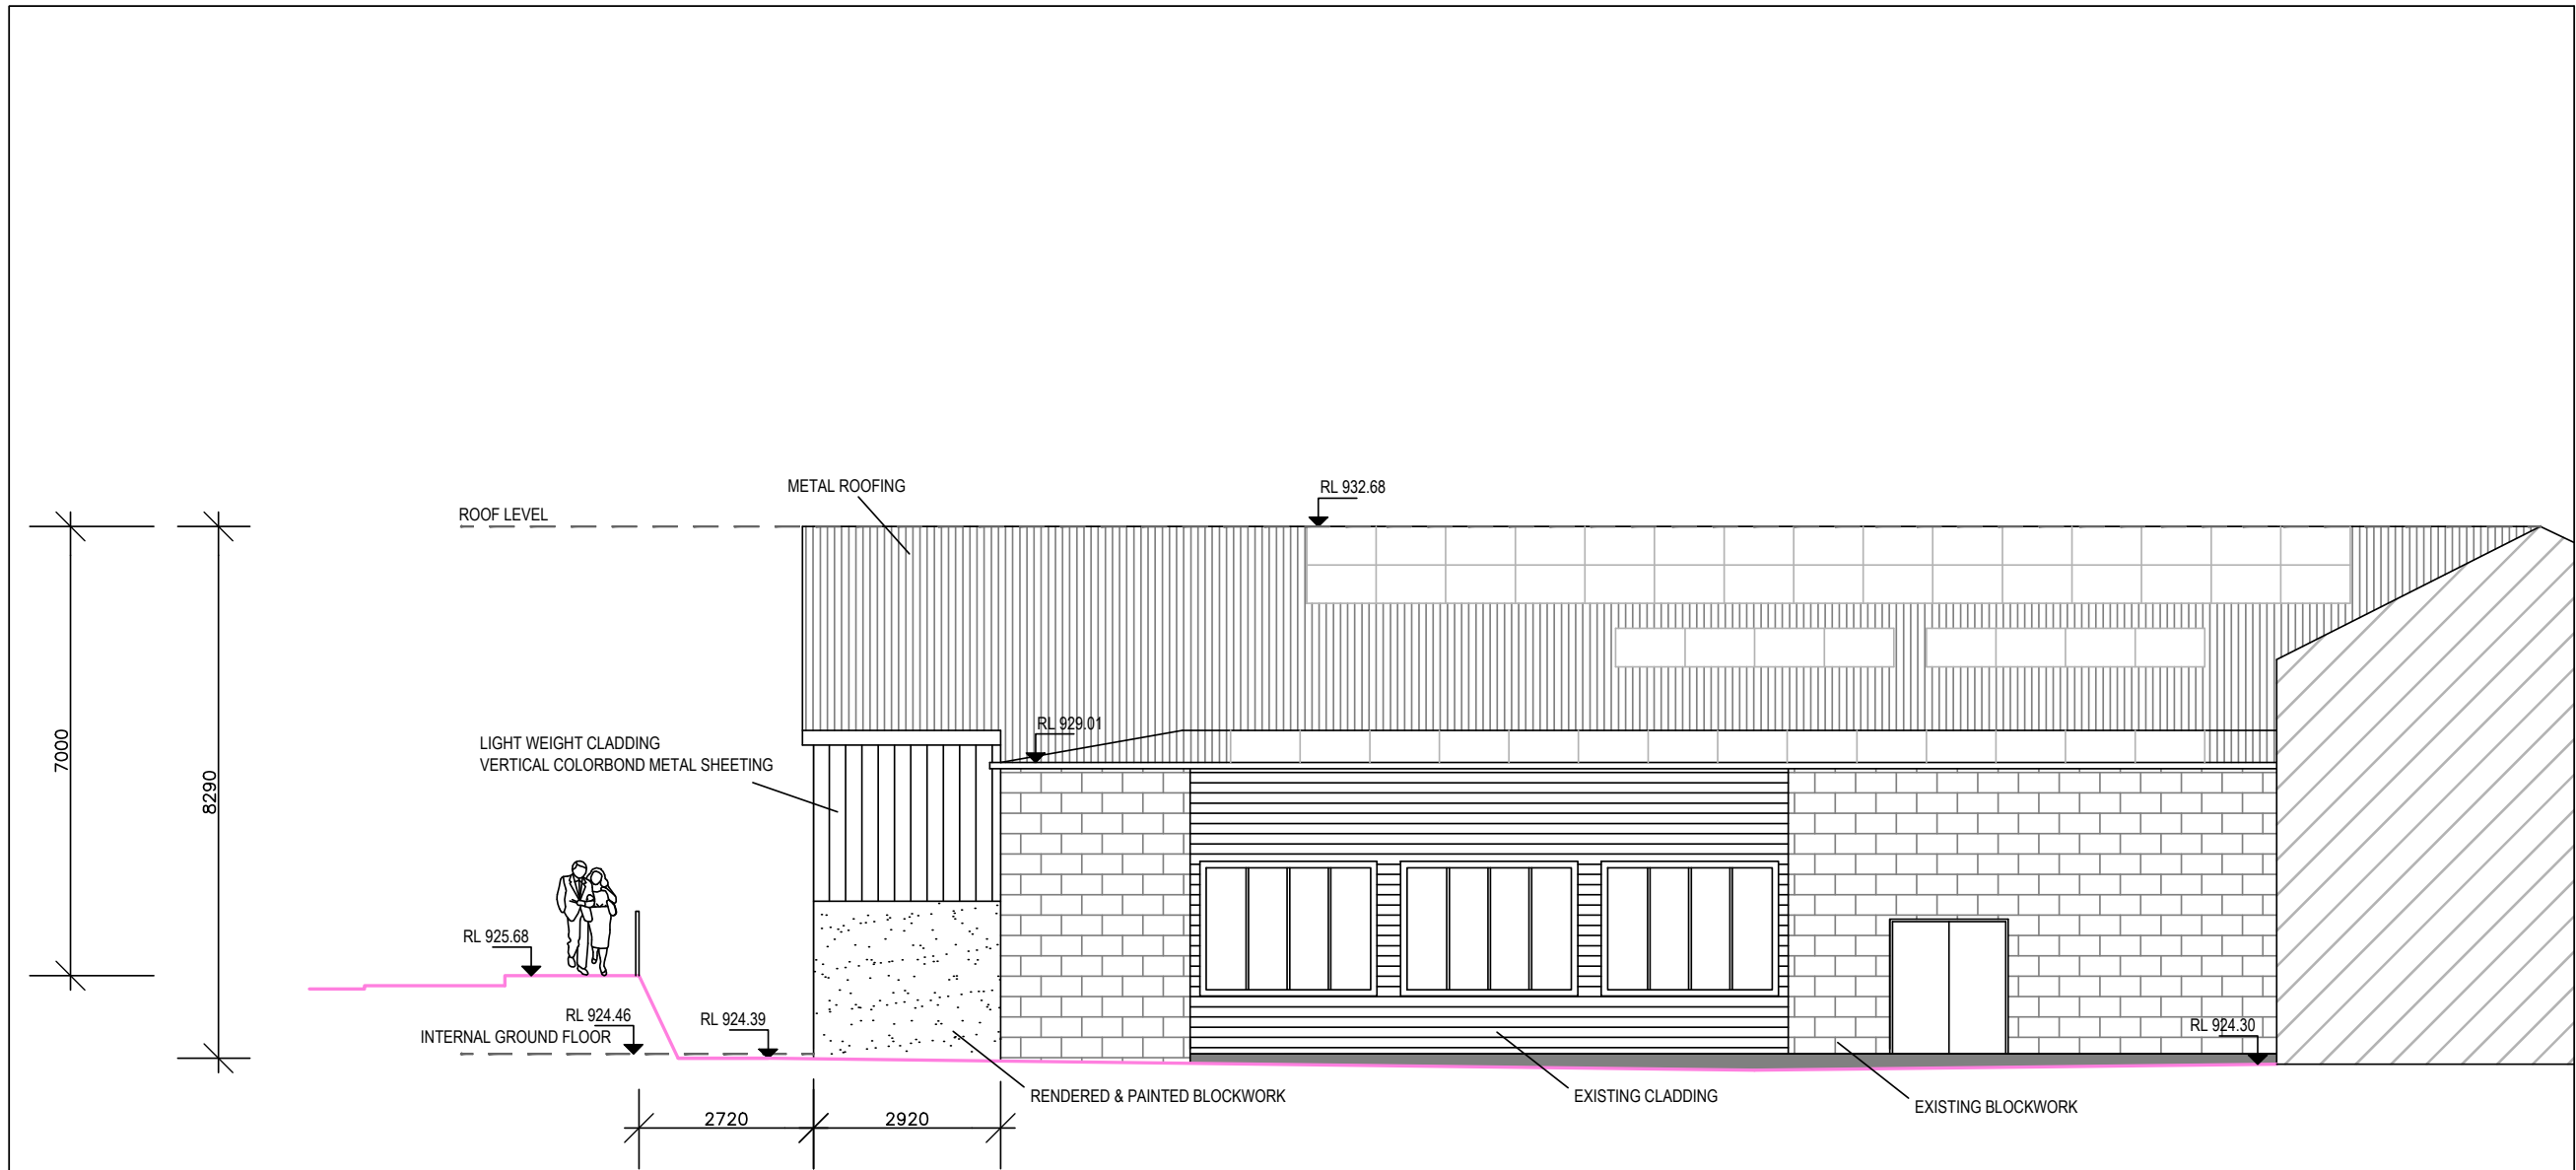 METAL ROOFING
RL 932.68
ROOF LEVEL
RL 929.01
LIGHT WEIGHT CLADDING
VERTICAL COLORBOND METAL SHEETING
7000
8290
RL 925.68
RL 924.46
RL 924.39
INTERNAL GROUND FLOOR
RL 924.30
RENDERED & PAINTED BLOCKWORK
EXISTING CLADDING
EXISTING BLOCKWORK
2720
2920